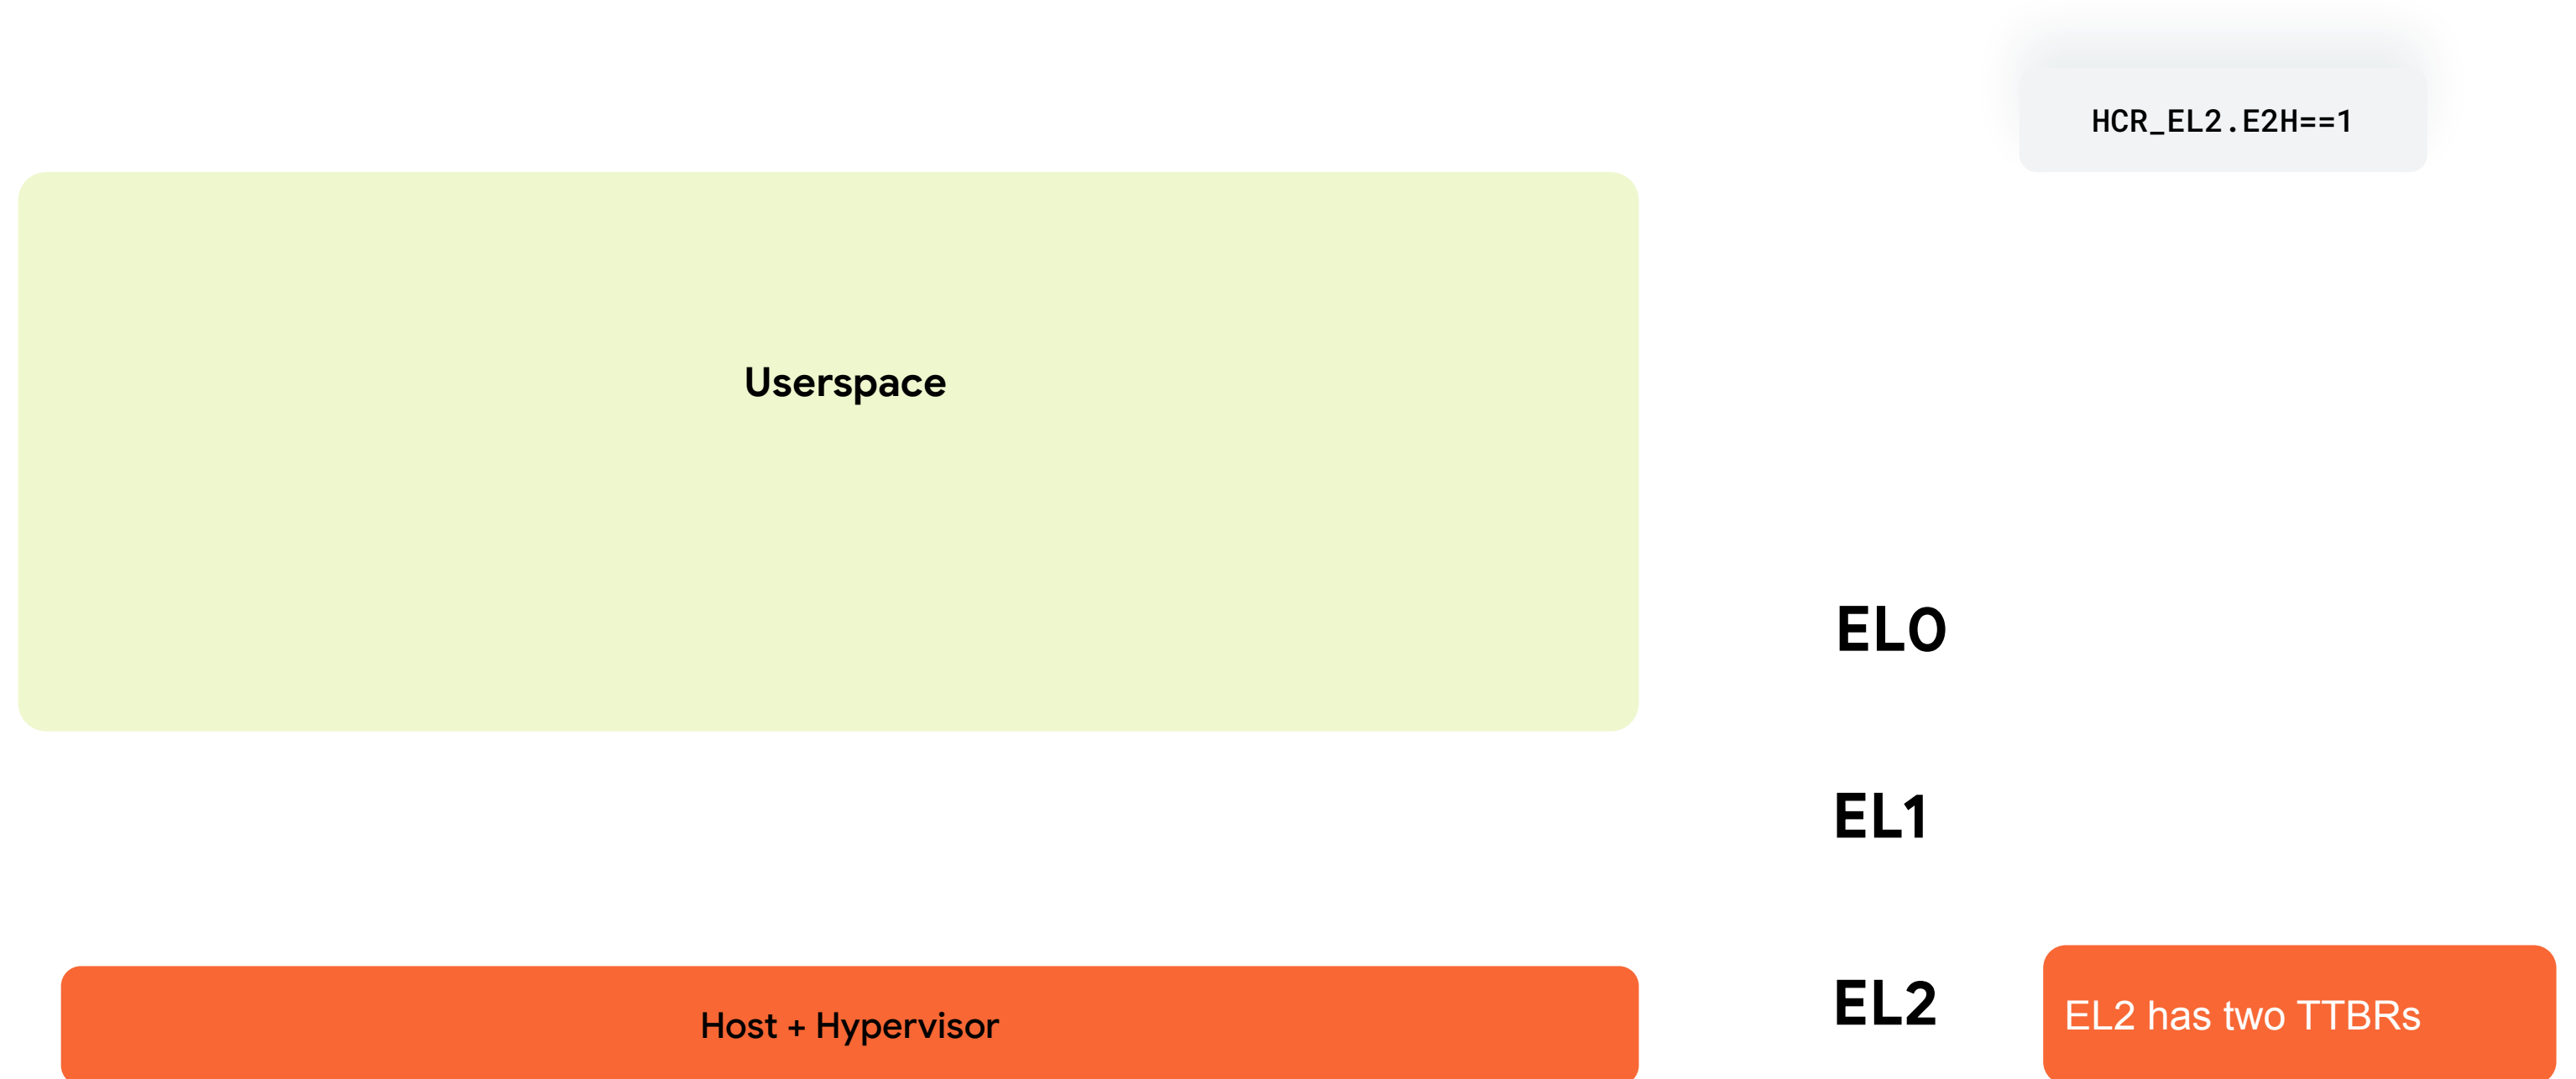 HCR_EL2.E2H==1
Userspace
EL0
EL1
EL2
Host + Hypervisor
EL2 has two TTBRs